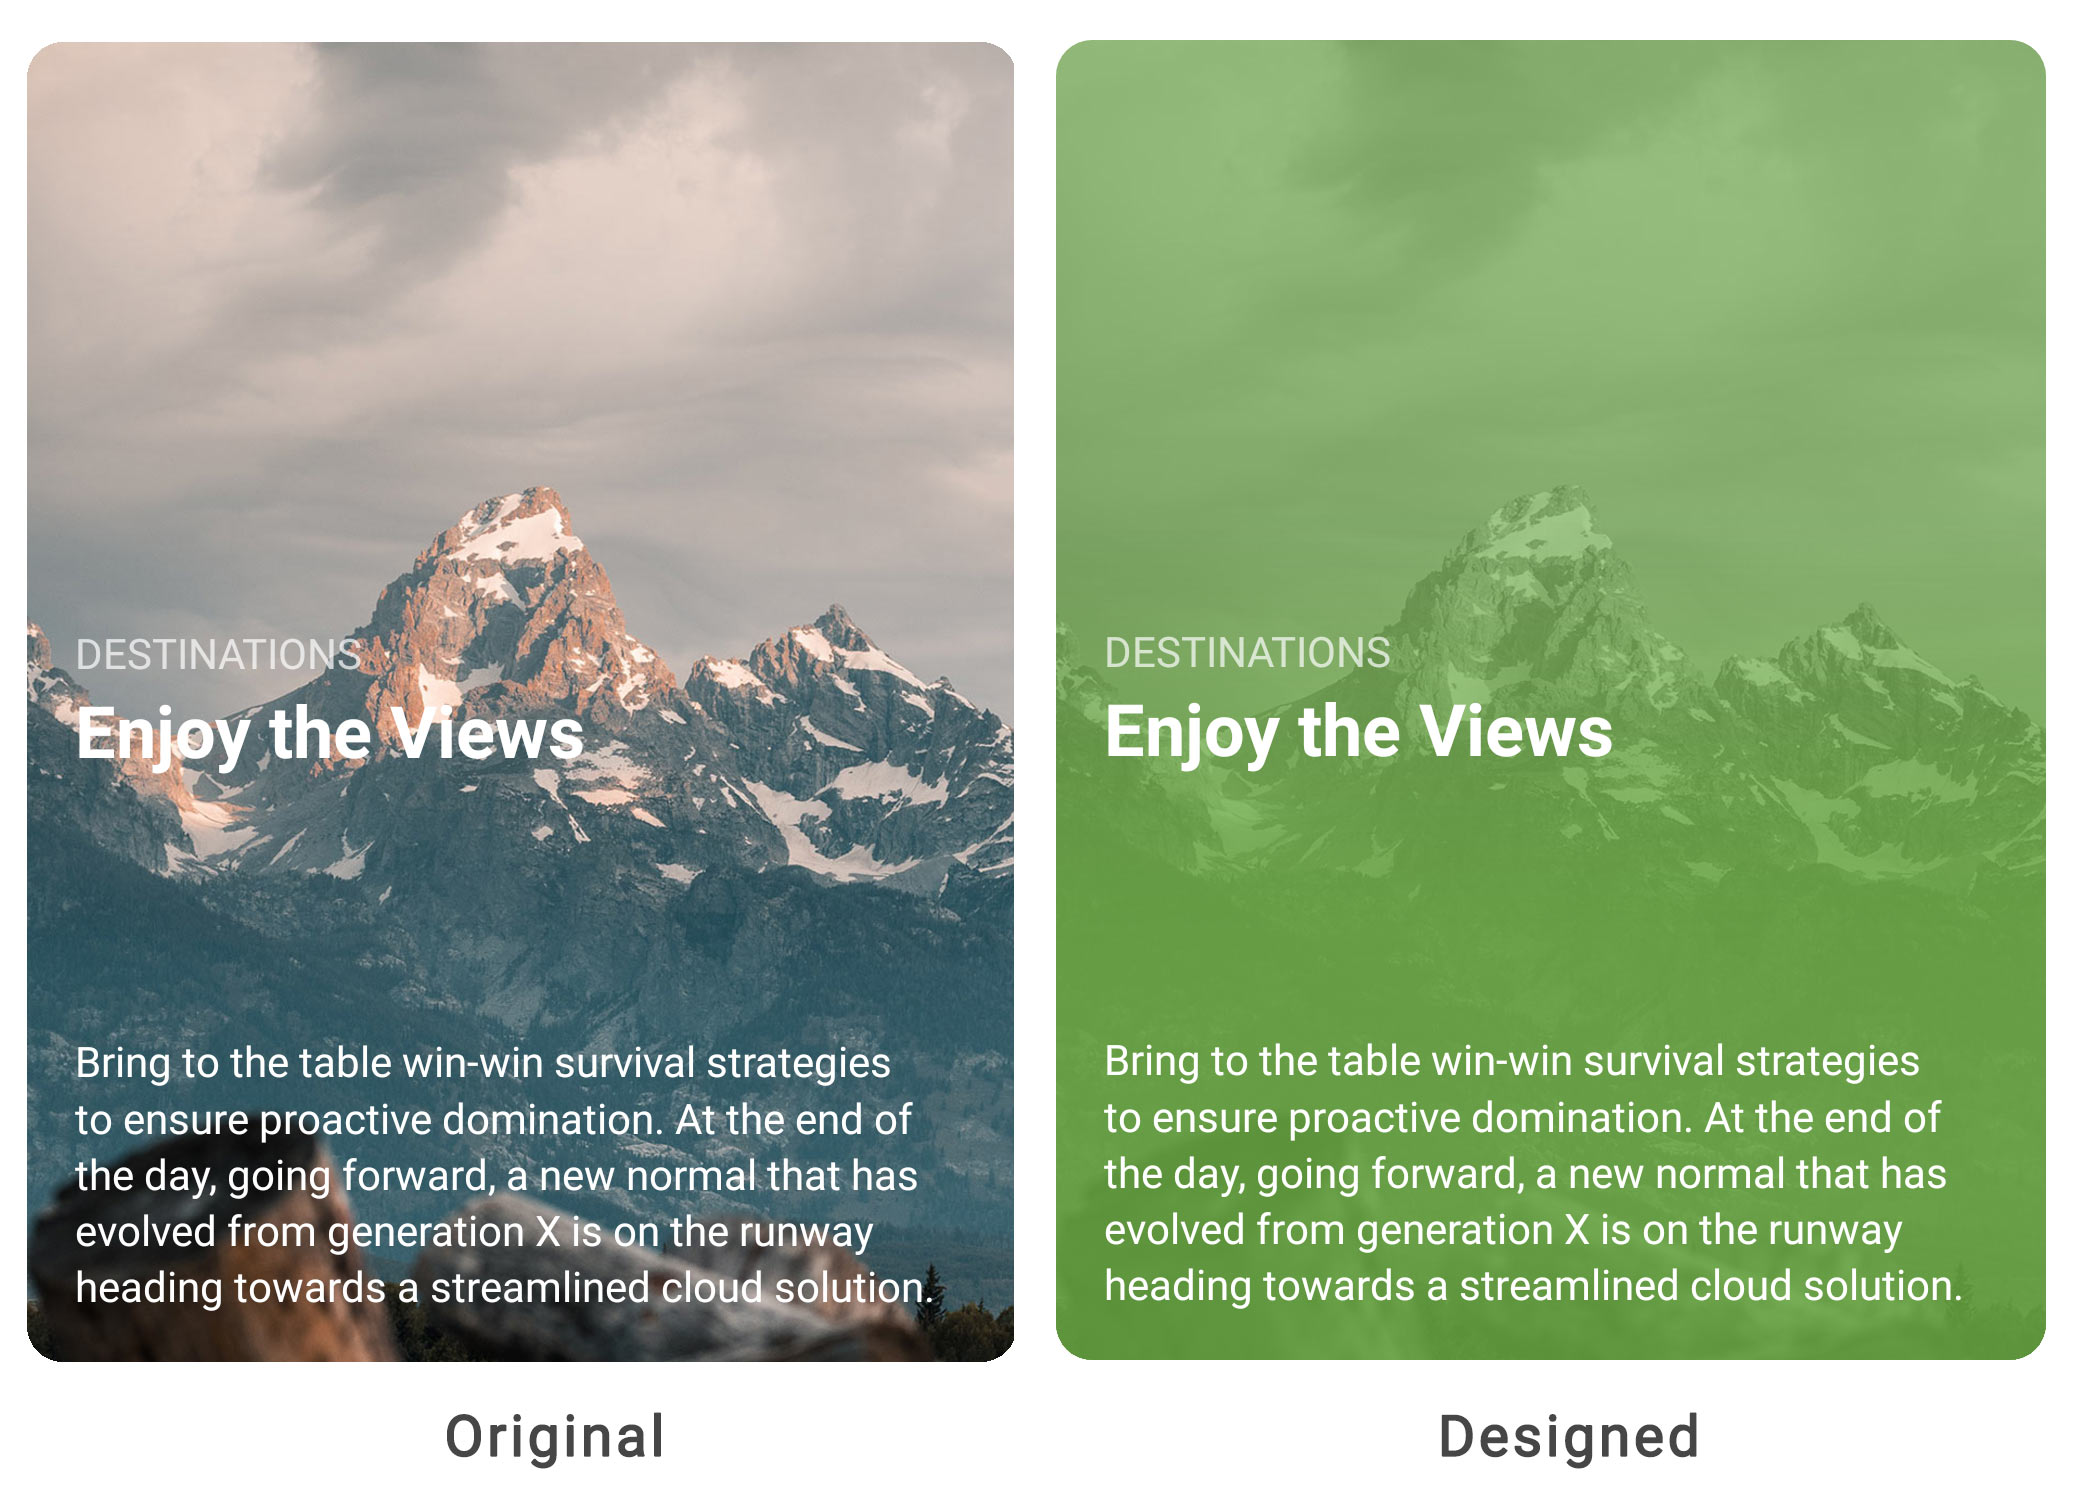 DESTINATIONS
Enjoy the Views
Bring to the table win-win survival strategies
to ensure proactive domination. At the end of
the day, going forward, a new normal that has
evolved from generation X is on the runway
heading towards a streamlined cloud solution.
Original
DESTINATIONS
Enjoy the Views
Bring to the table win-win survival strategies
to ensure proactive domination. At the end of
the day, going forward, a new normal that has
evolved from generation X is on the runway
heading towards a streamlined cloud solution.
Designed